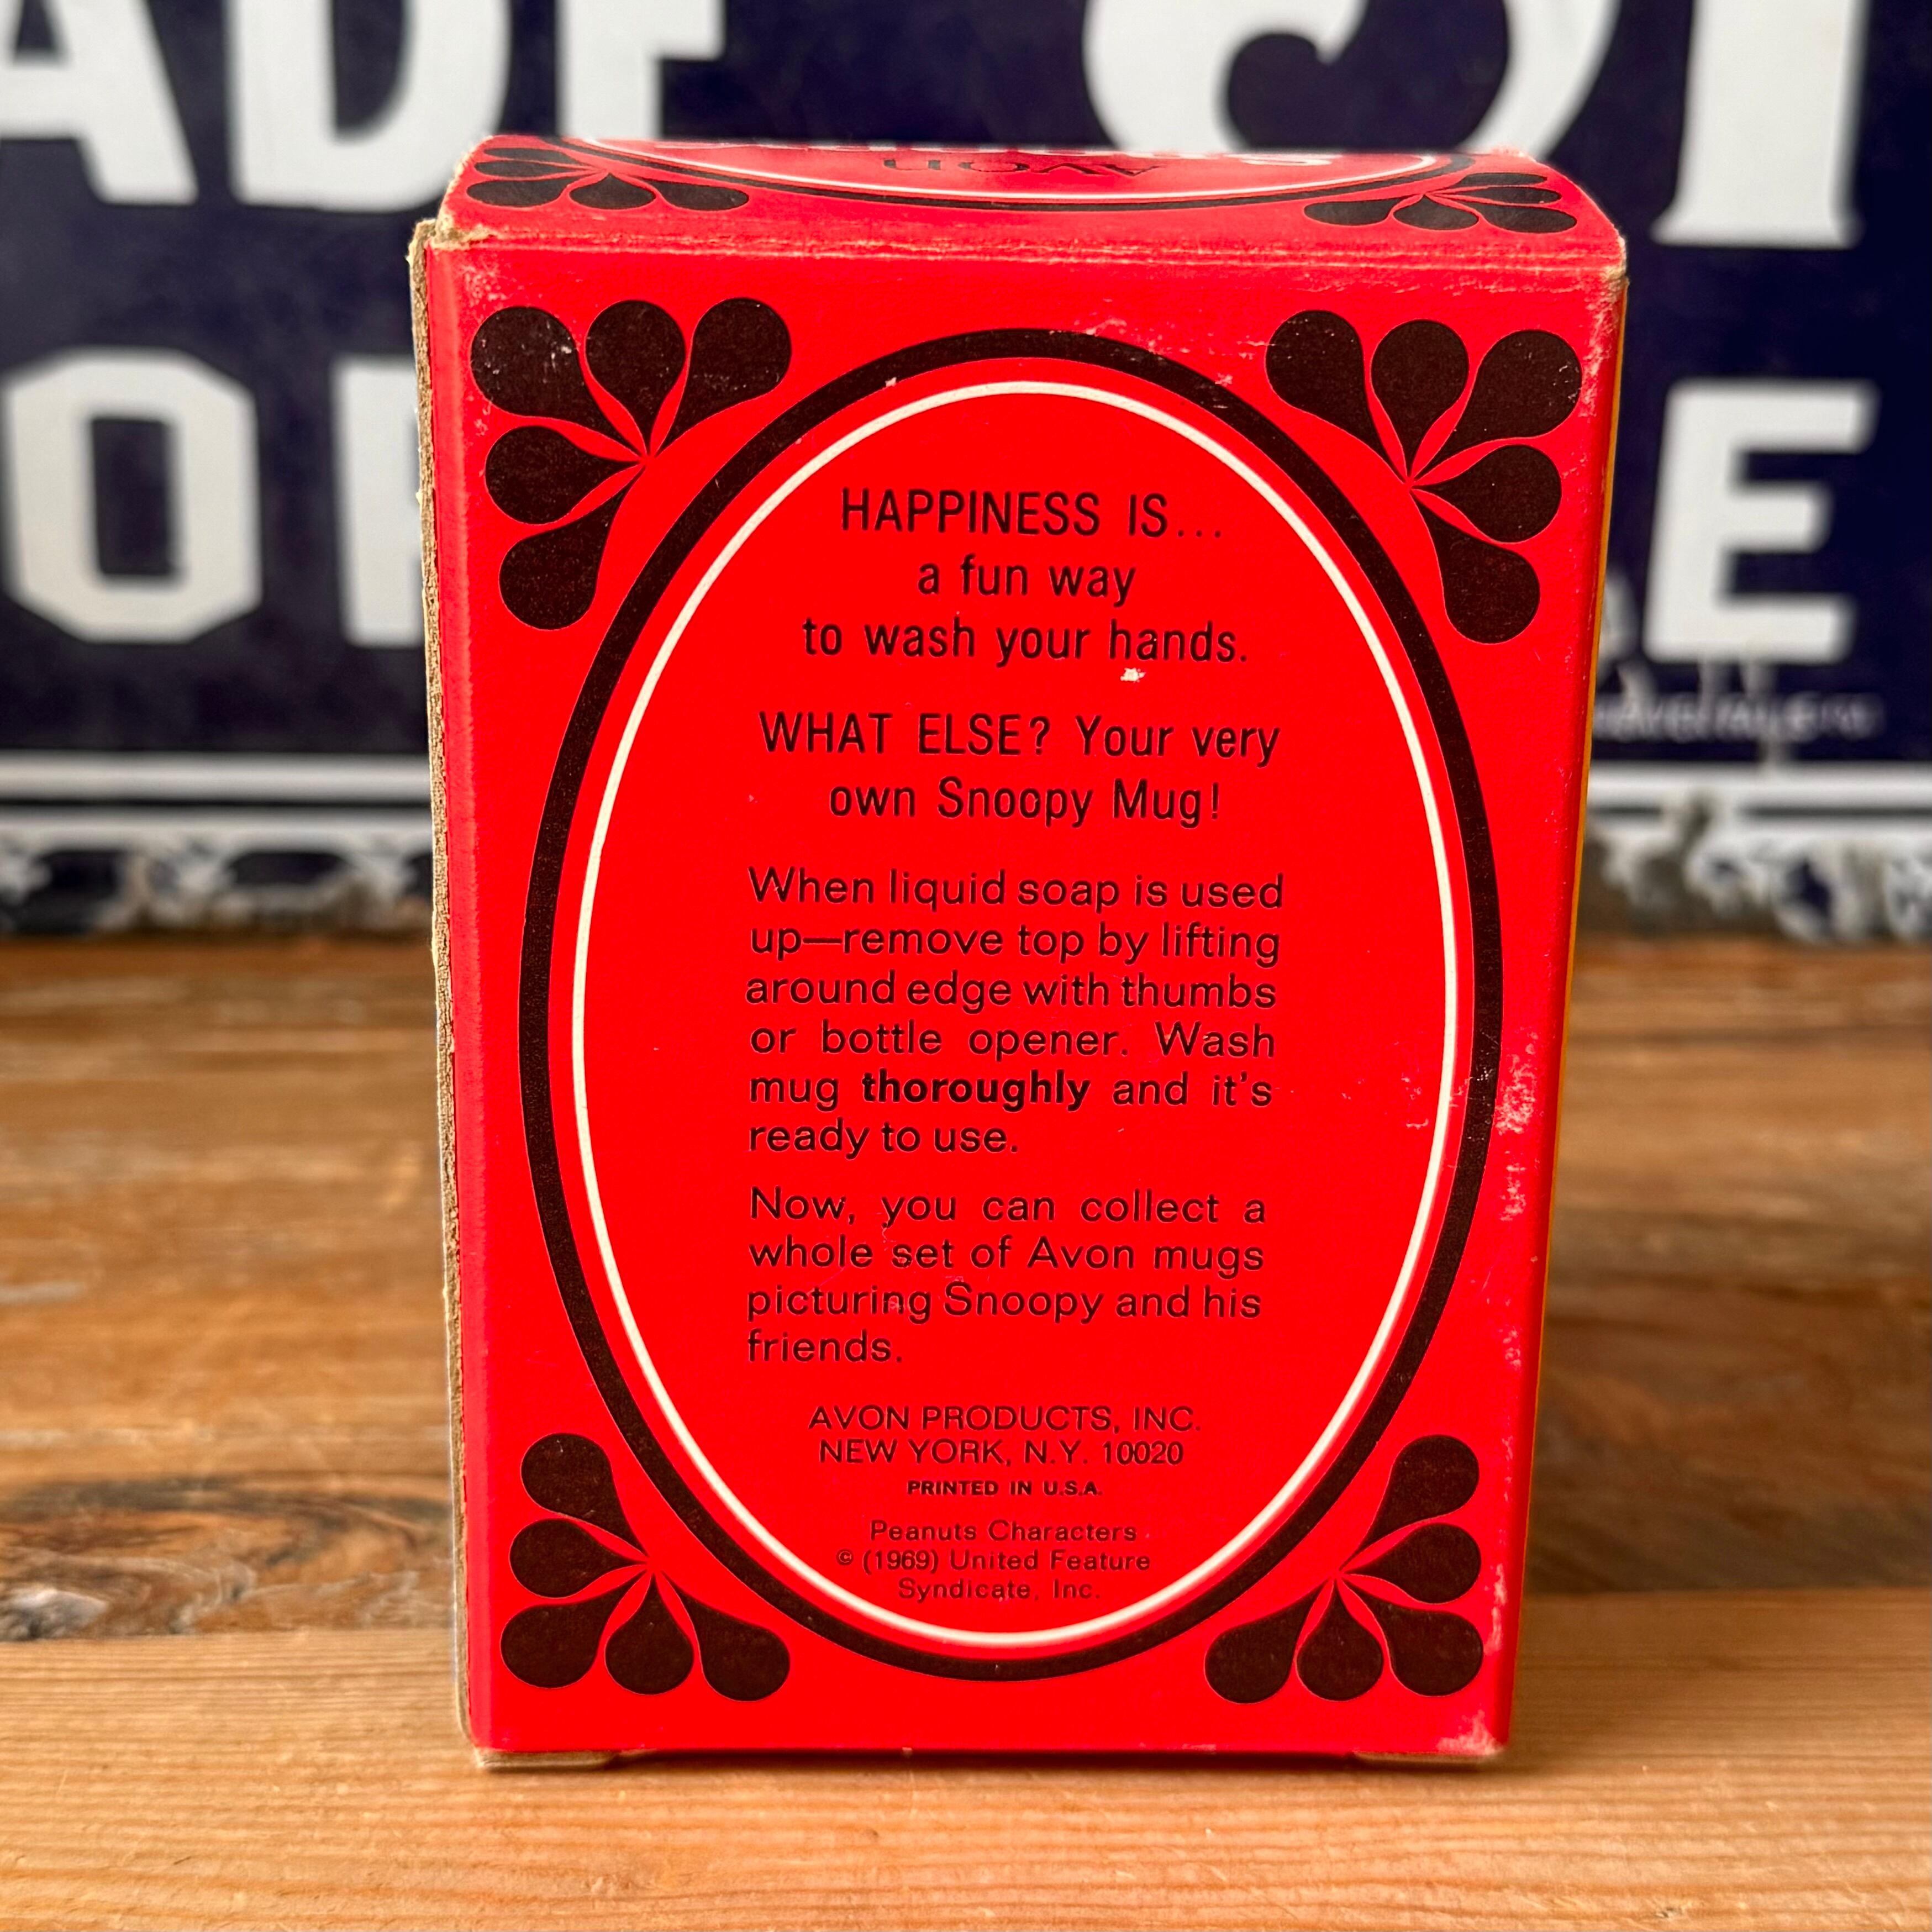 avon
HAPPINESS IS...
a fun way
to wash your hands.
WHAT ELSE? Your very
own Snoopy Mug!
When liquid soap is used
up—remove top by lifting
around edge with thumbs
or bottle opener. Wash
mug thoroughly and it's
ready to use.
Now, you can collect a
whole set of Avon mugs
picturing Snoopy and his
friends.
AVON PRODUCTS, INC.
NEW YORK, N.Y. 10020
PRINTED IN U.S.A.
Peanuts Characters
© (1969) United Feature
Syndicate, Inc.